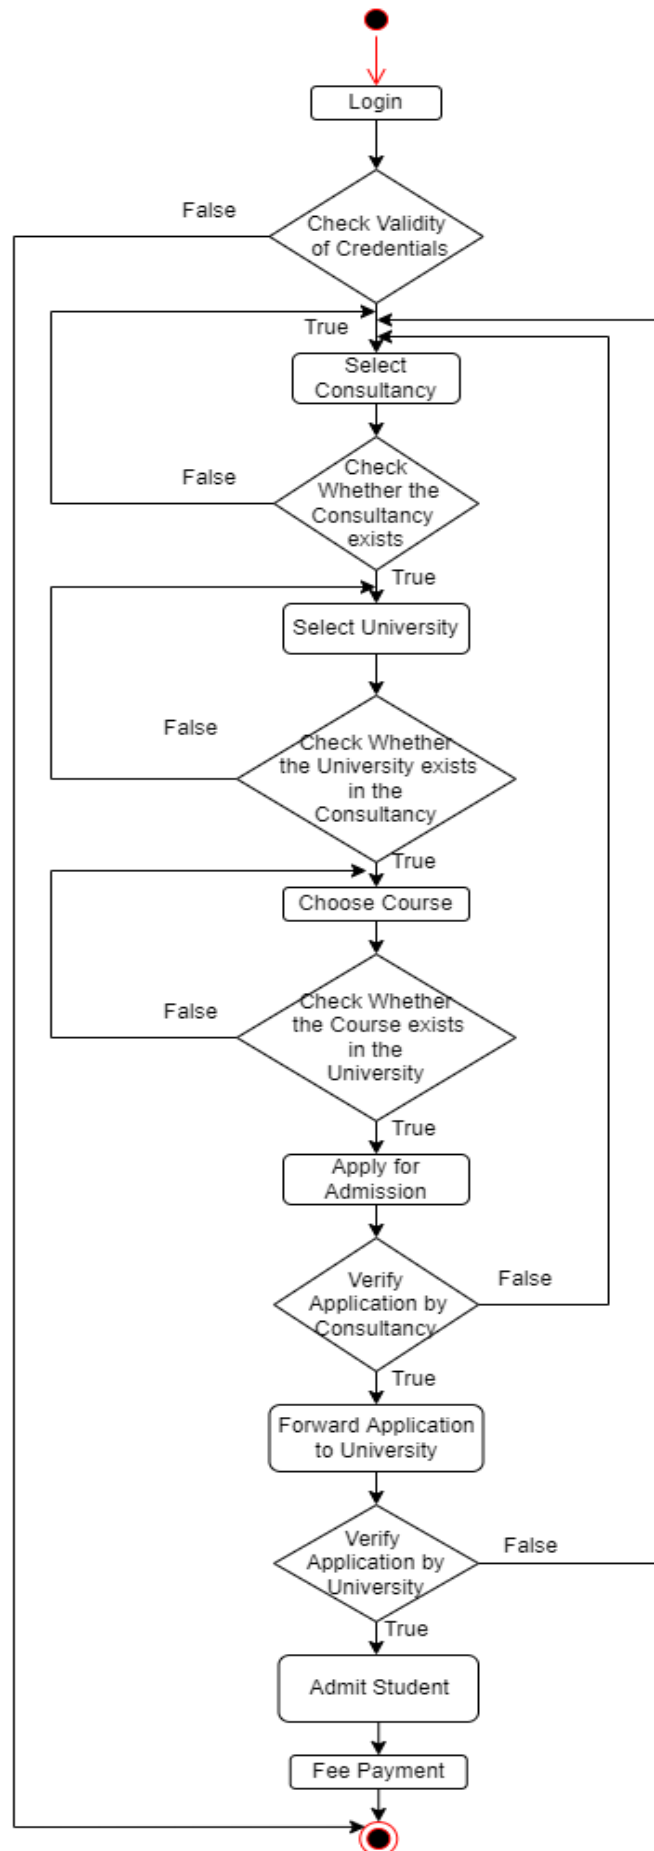 Login
False
Check Validity
of Credentials
True
Select
Consultancy
False
Check
Whether the
Consultancy
exists
True
Select University
False
Check Whether
the University exists
in the
Consultancy
True
Choose Course
False
Check Whether
the Course exists
in the
University
True
Apply for
Admission
False
Verify
Application by
Consultancy
True
Forward Application
to University
False
Verify
Application by
University
True
Admit Student
Fee Payment